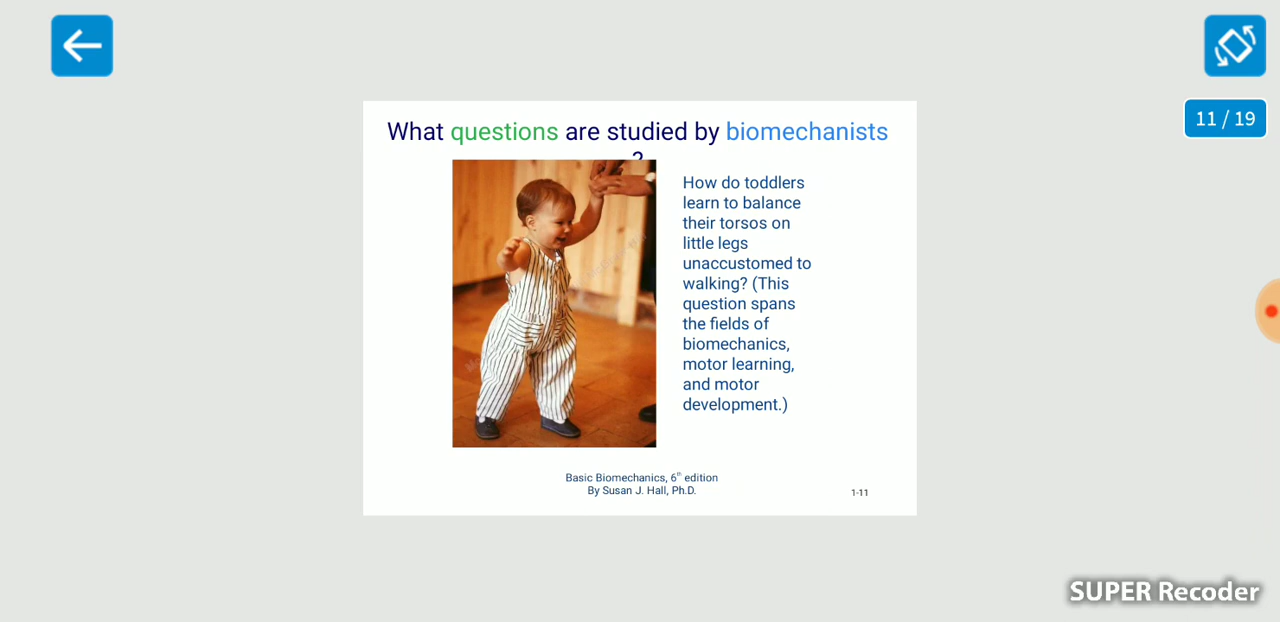 11 / 19
What questions are studied by biomechanists
?
How do toddlers
learn to balance
their torsos on
little legs
unaccustomed to
walking? (This
question spans
the fields of
biomechanics,
motor learning,
and motor
development.)
Basic Biomechanics, 6th edition
By Susan J. Hall, Ph.D.
1-11
SUPER Recoder